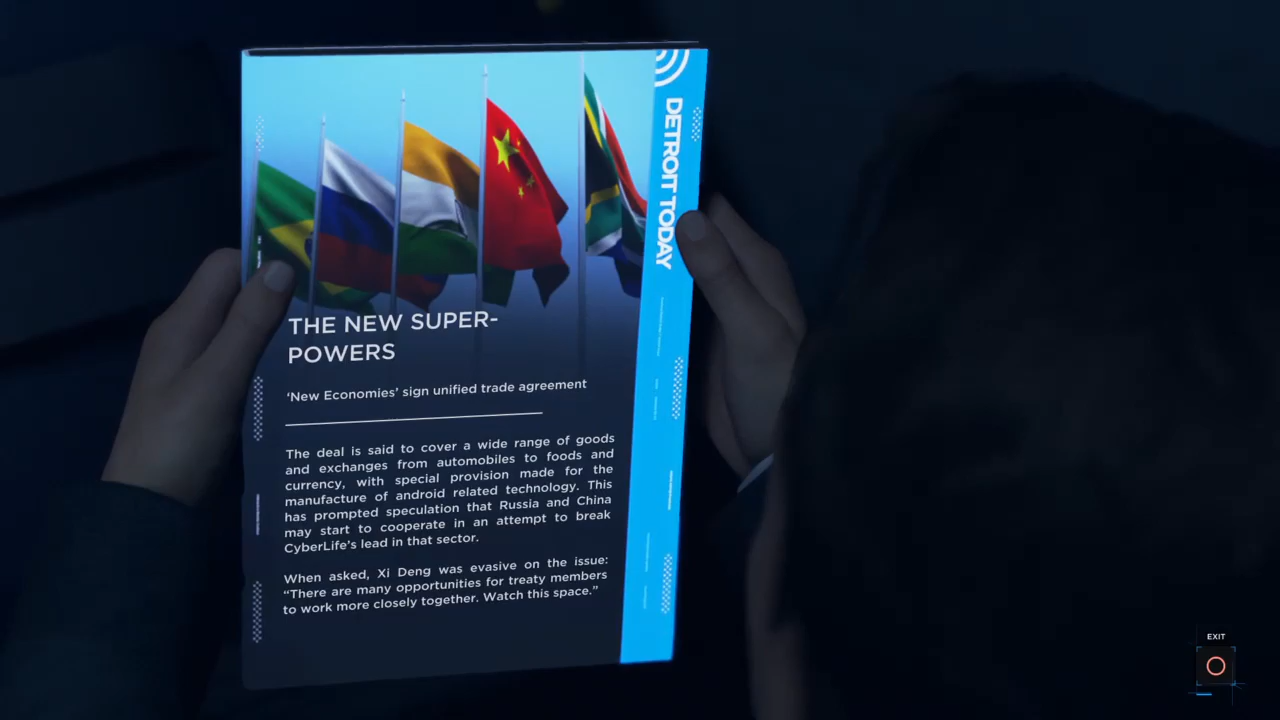 DETROIT TODAY
THE NEW SUPER-
POWERS
‘New Economies’ sign unified trade agreement
The deal is said to cover a wide range of goods
and exchanges from automobiles to foods and
currency, with special provision made for the
manufacture of android related technology. This
has prompted speculation that Russia and China
may start to cooperate in an attempt to break
CyberLife’s lead in that sector.
When asked, Xi Deng was evasive on the issue:
“There are many opportunities for treaty members
to work more closely together. Watch this space.”
EXIT